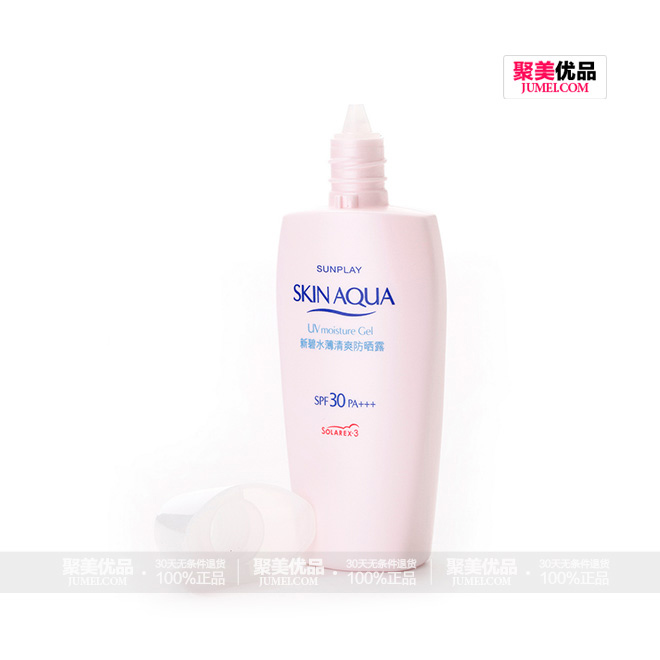 聚美优品
JUMEI.COM
SUNPLAY
SKIN AQUA
UV moisture Gel
新碧水薄清爽防晒露
SPF30 PA+++
SOLAREX-3
聚美优品 JUMEI.COM · 30天无条件退货 100%正品 聚美优品 JUMEI.COM · 30天无条件退货 100%正品 聚美优品 JUMEI.COM · 30天无条件退货 100%正品